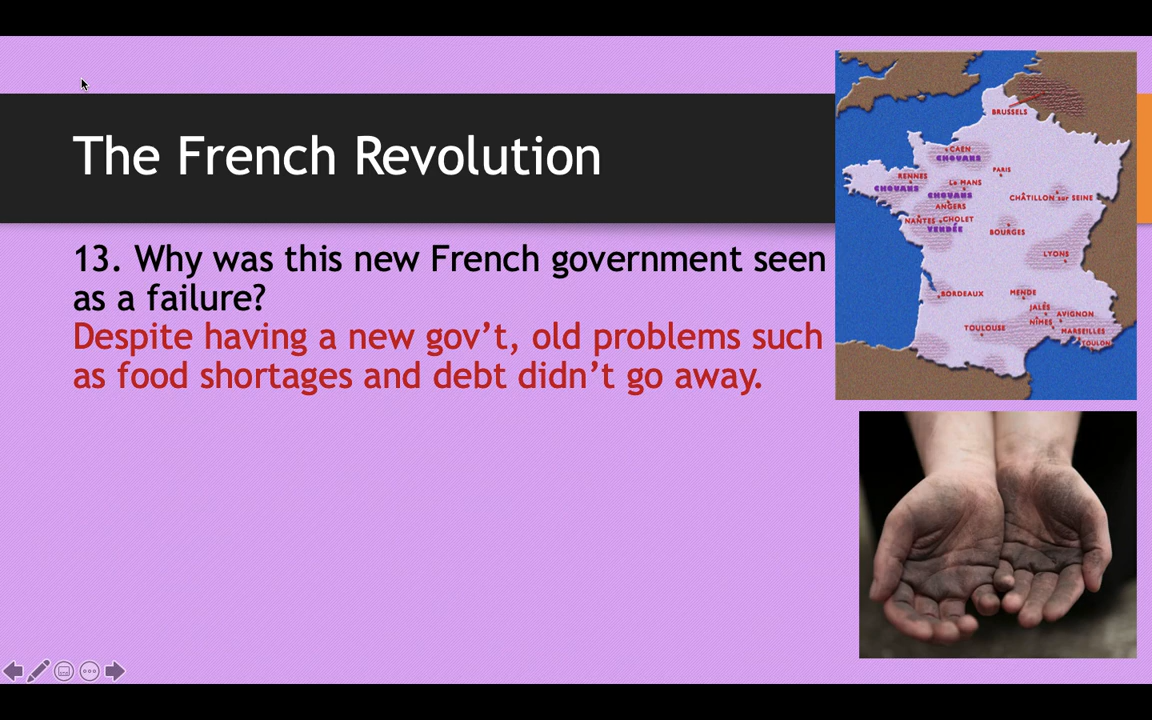 The French Revolution
13. Why was this new French government seen
as a failure?
Despite having a new gov’t, old problems such
as food shortages and debt didn’t go away.
BRUSSELS
CAEN
CHOUANS
PARIS
RENNES
Le MANS
CHOUANS
CHOUANS
CHÂTILLON sur SEINE
ANGERS
NANTES
CHOLET
VENDÉE
BOURGES
LYONS
BORDEAUX
MENDE
JALÈS
AVIGNON
NÎMES
TOULOUSE
MARSEILLES
TOULON